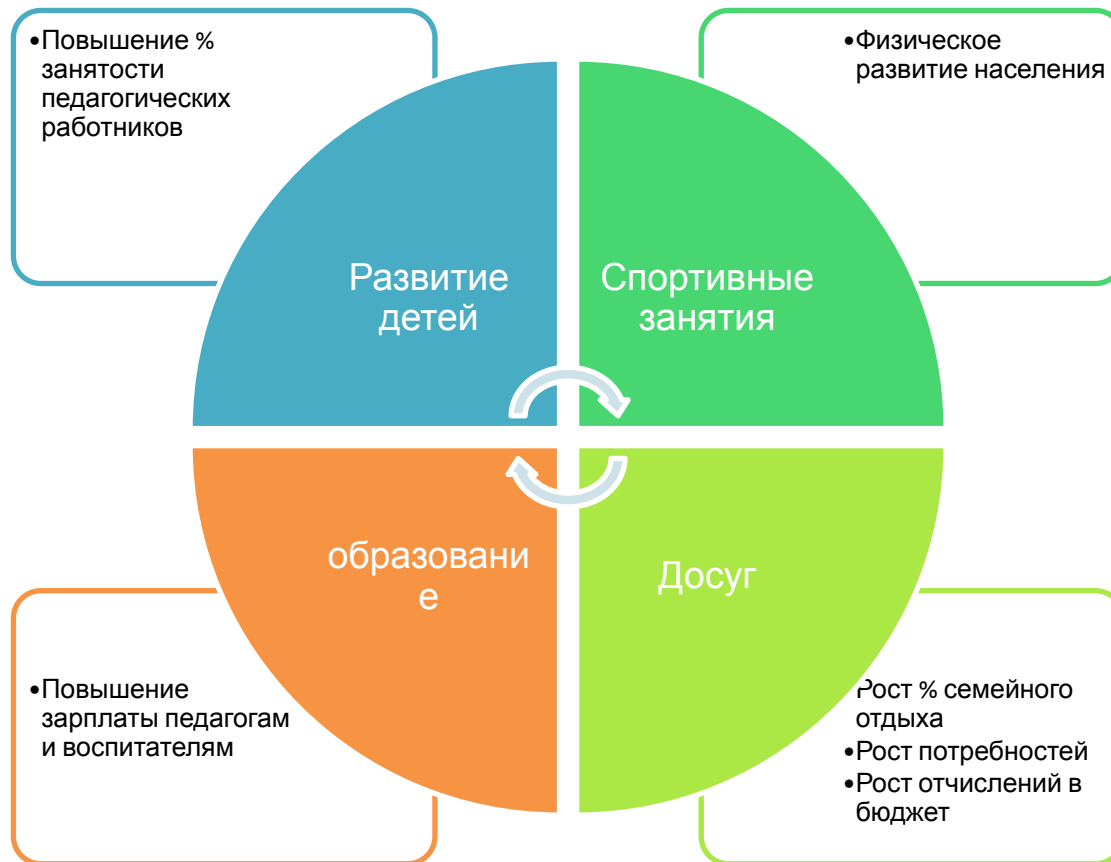 •Повышение %
занятости
педагогических
работников
•Физическое
развитие населения
Развитие
детей
Спортивные
занятия
образовани
е
Досуг
•Повышение
зарплаты педагогам
и воспитателям
Рост % семейного
отдыха
•Рост потребностей
•Рост отчислений в
бюджет